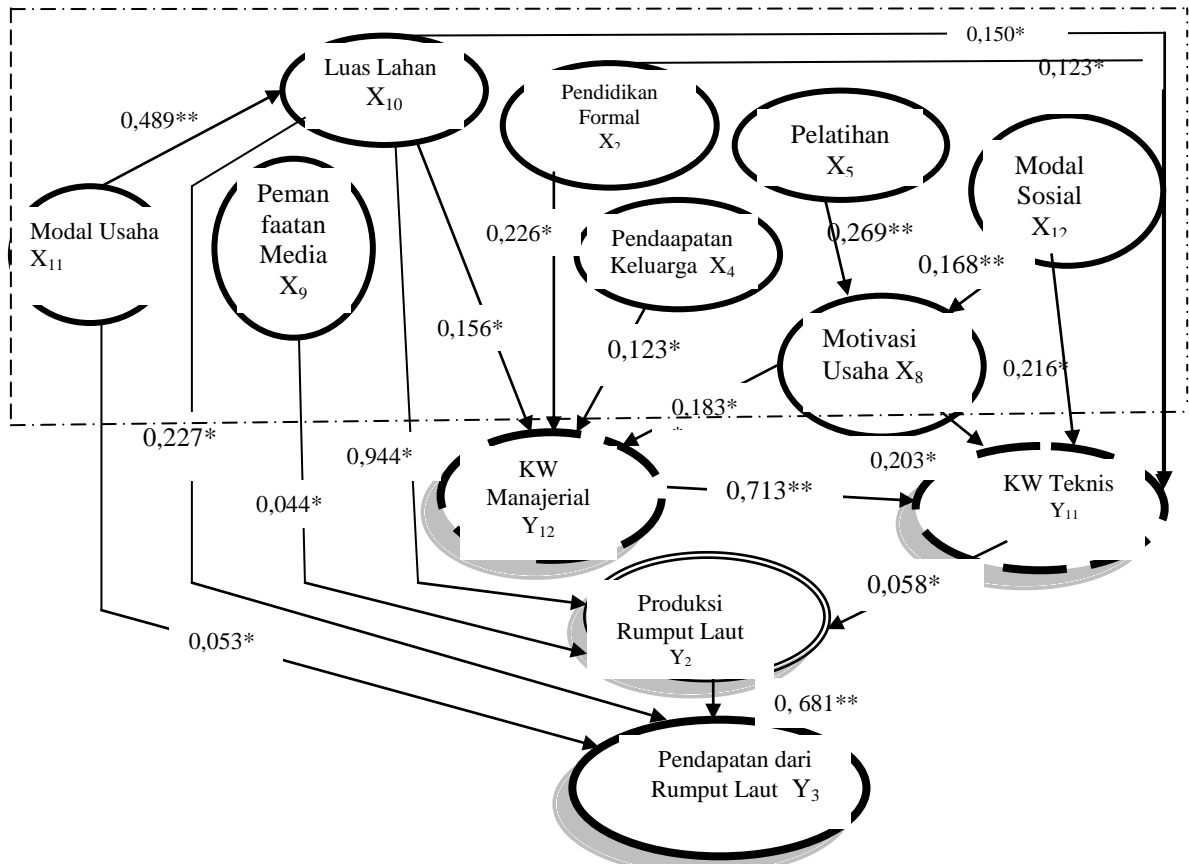 0,150*
Luas Lahan
X10
0,123*
Pendidikan
Formal
X2
0,489**
Pelatihan
X5
Modal
Sosial
X12
Peman
faatan
Media
X9
Modal Usaha
X11
0,226*
Pendaapatan
Keluarga X4
0,269**
0,168**
0,156*
0,123*
Motivasi
Usaha X8
0,216*
0,183*
*
0,227*
0,944*
0,203*
KW
Manajerial
Y12
0,713**
KW Teknis
Y11
0,044*
0,058*
Produksi
Rumput Laut
Y2
0,053*
0, 681**
Pendapatan dari
Rumput Laut Y3